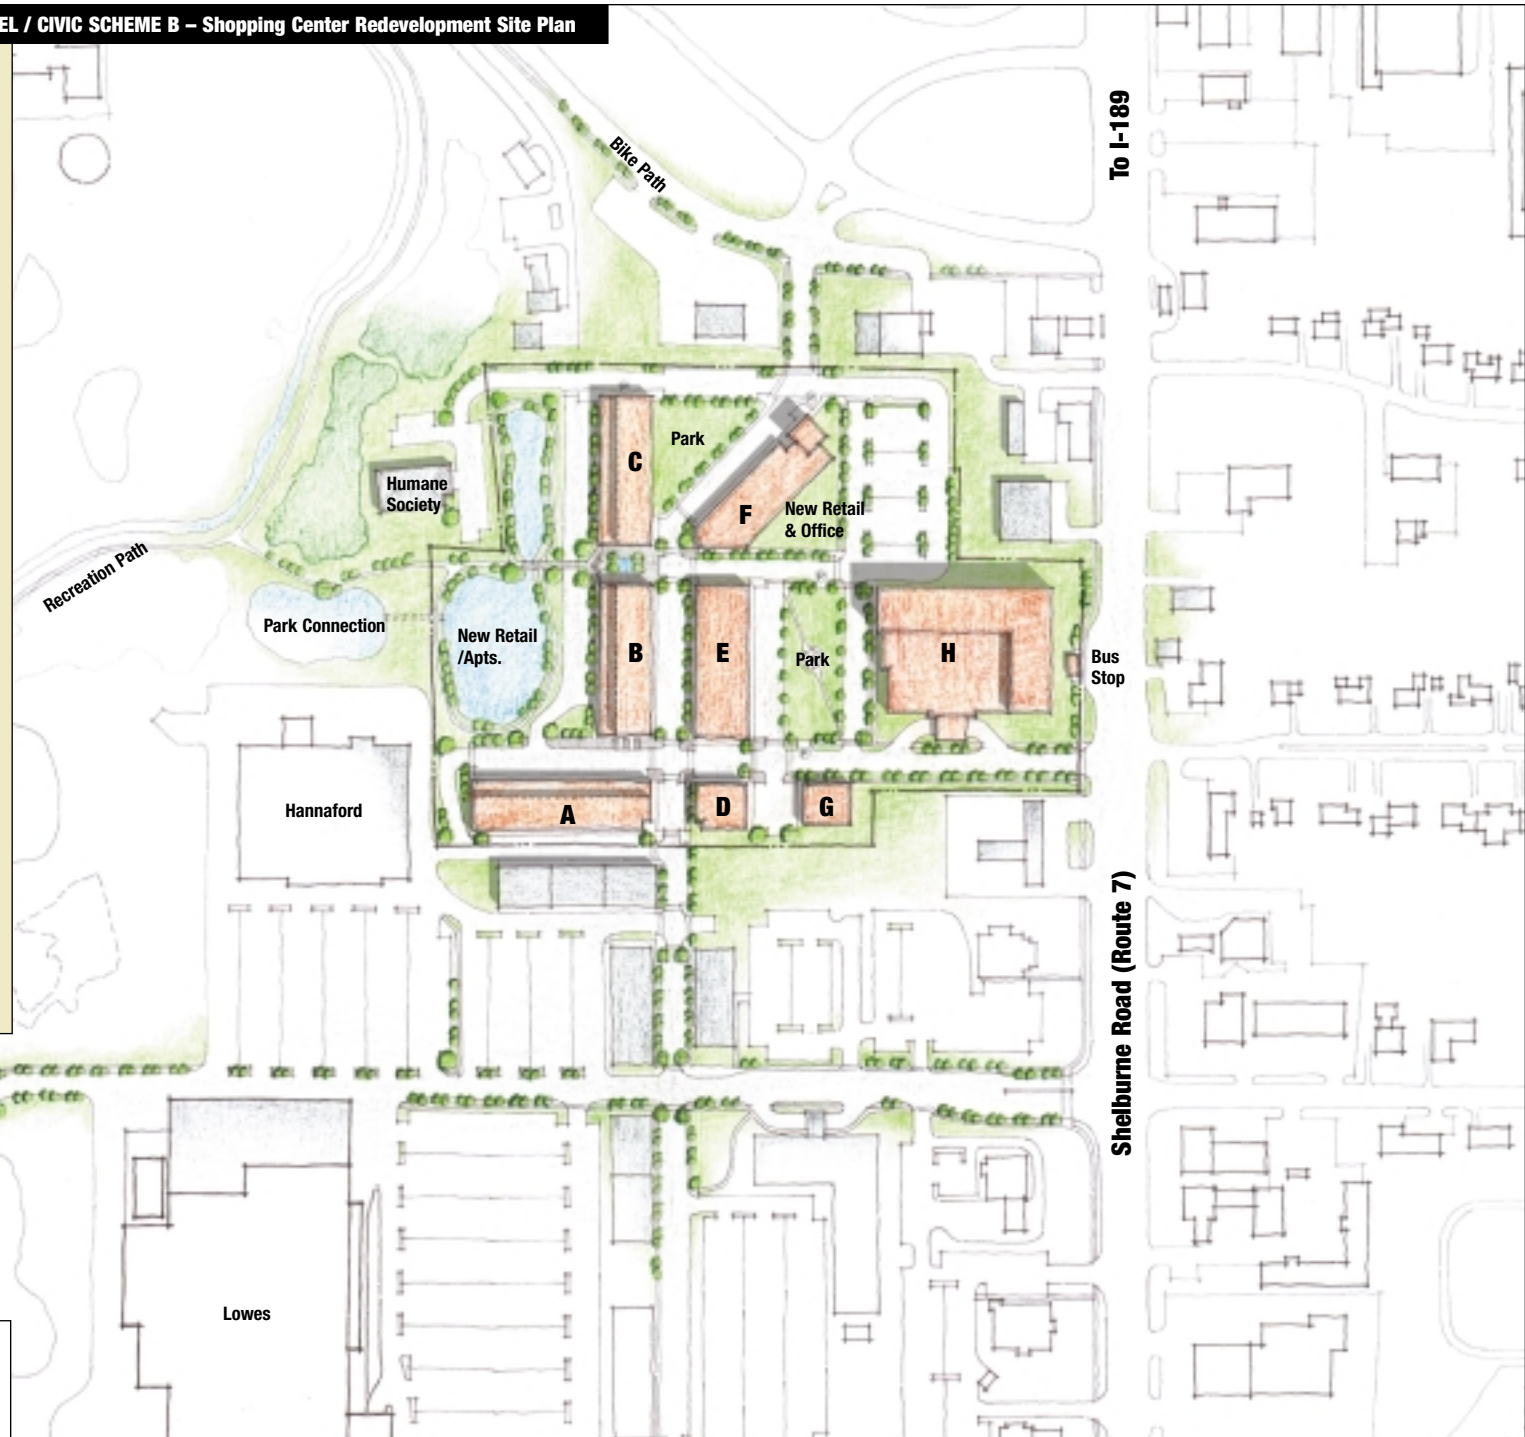 EL / CIVIC SCHEME B – Shopping Center Redevelopment Site Plan
To I-189
Bike Path
Park
C
Humane
Society
F
New Retail
& Office
Recreation Path
Park Connection
New Retail
/Apts.
B
E
Park
H
Bus
Stop
Hannaford
A
D
G
Shelburne Road (Route 7)
Lowes